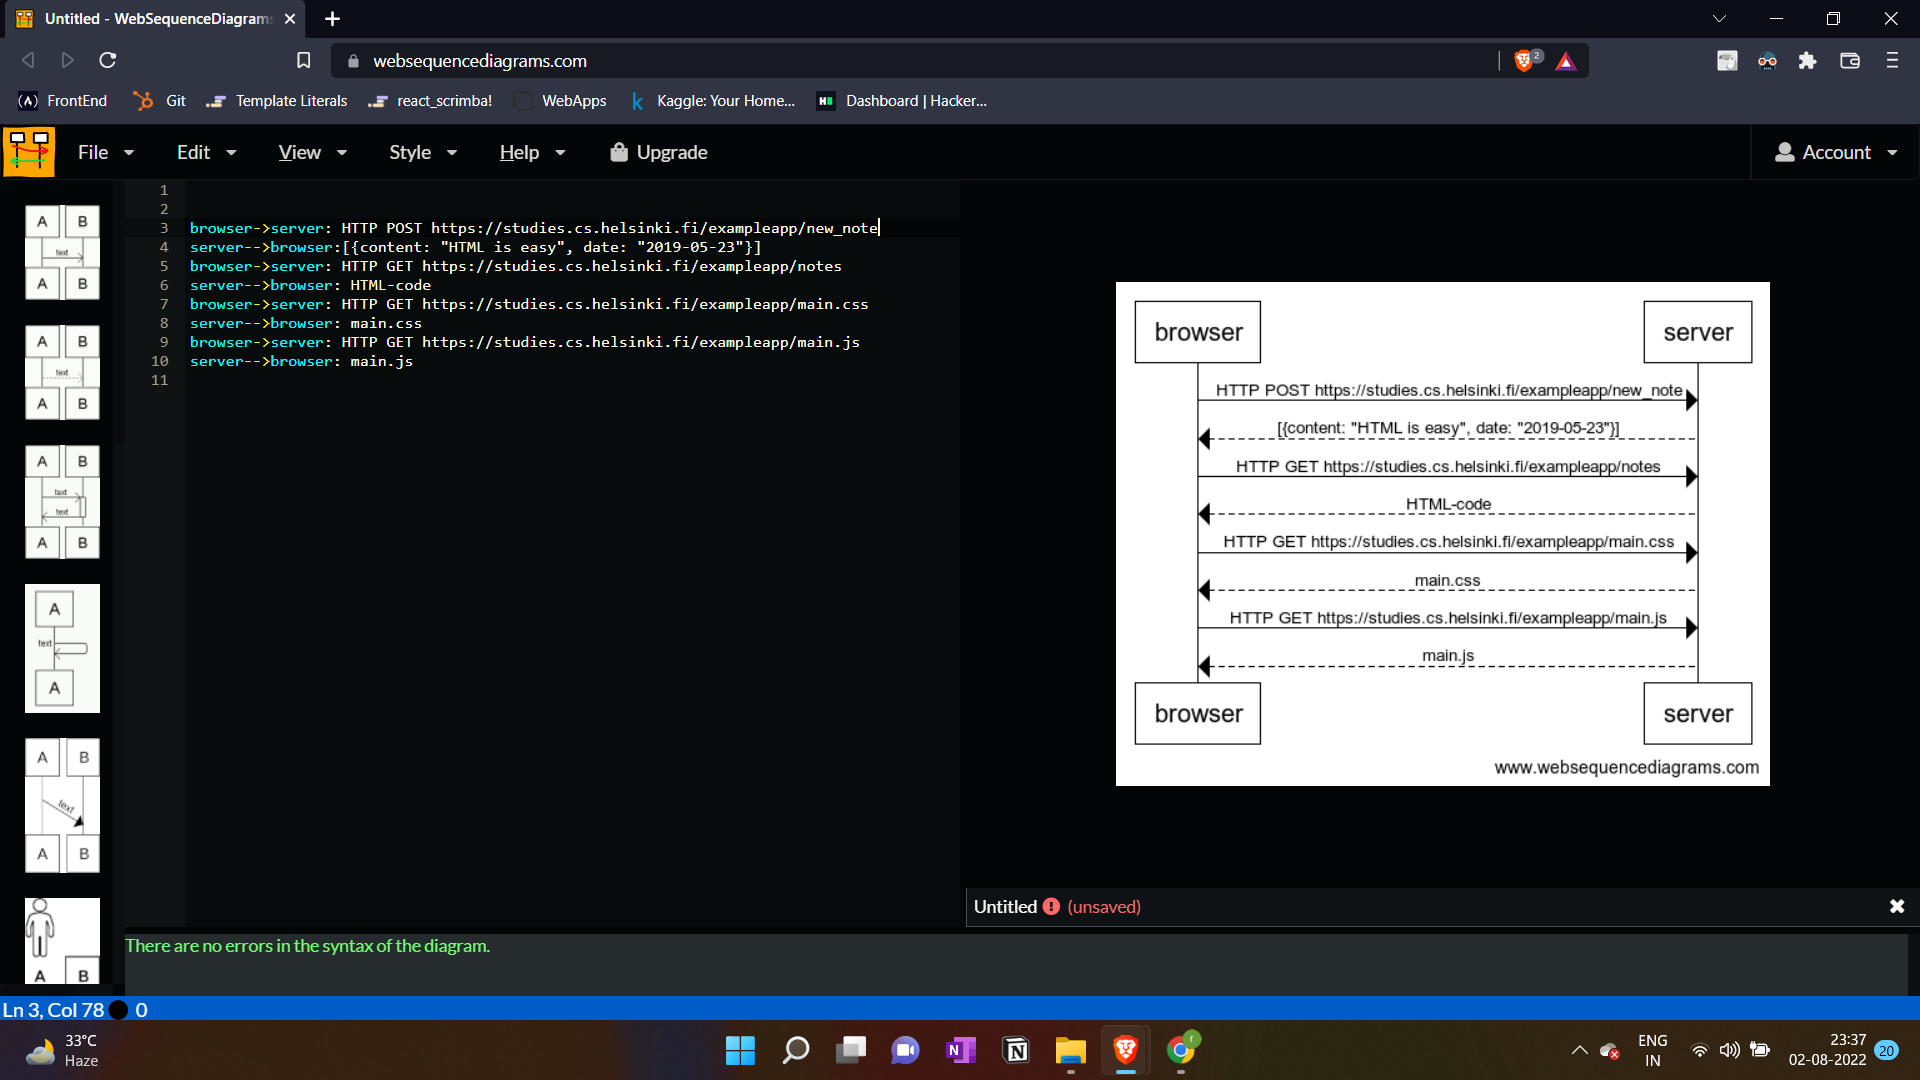 Untitled - WebSequenceDiagrams
websequencediagrams.com
2
FrontEnd
Git
Template Literals
react_scrimba!
WebApps
Kaggle: Your Home...
Dashboard | Hacker...
File
Edit
View
Style
Help
Upgrade
Account
1
2
3 browser->server: HTTP POST https://studies.cs.helsinki.fi/exampleapp/new_note
4 server-->browser:[{content: "HTML is easy", date: "2019-05-23"}]
5 browser->server: HTTP GET https://studies.cs.helsinki.fi/exampleapp/notes
6 server-->browser: HTML-code
7 browser->server: HTTP GET https://studies.cs.helsinki.fi/exampleapp/main.css
8 server-->browser: main.css
9 browser->server: HTTP GET https://studies.cs.helsinki.fi/exampleapp/main.js
10 server-->browser: main.js
11
A B
text
A B
A B
text
A B
A B
text
text
A B
A
text
A
A B
text
A B
A B
browser server
HTTP POST https://studies.cs.helsinki.fi/exampleapp/new_note
[{content: "HTML is easy", date: "2019-05-23"}]
HTTP GET https://studies.cs.helsinki.fi/exampleapp/notes
HTML-code
HTTP GET https://studies.cs.helsinki.fi/exampleapp/main.css
main.css
HTTP GET https://studies.cs.helsinki.fi/exampleapp/main.js
main.js
browser server
www.websequencediagrams.com
Untitled ! (unsaved)
There are no errors in the syntax of the diagram.
Ln 3, Col 78 0
33°C
Haze
N
N
r
ENG
IN
23:37
02-08-2022
20